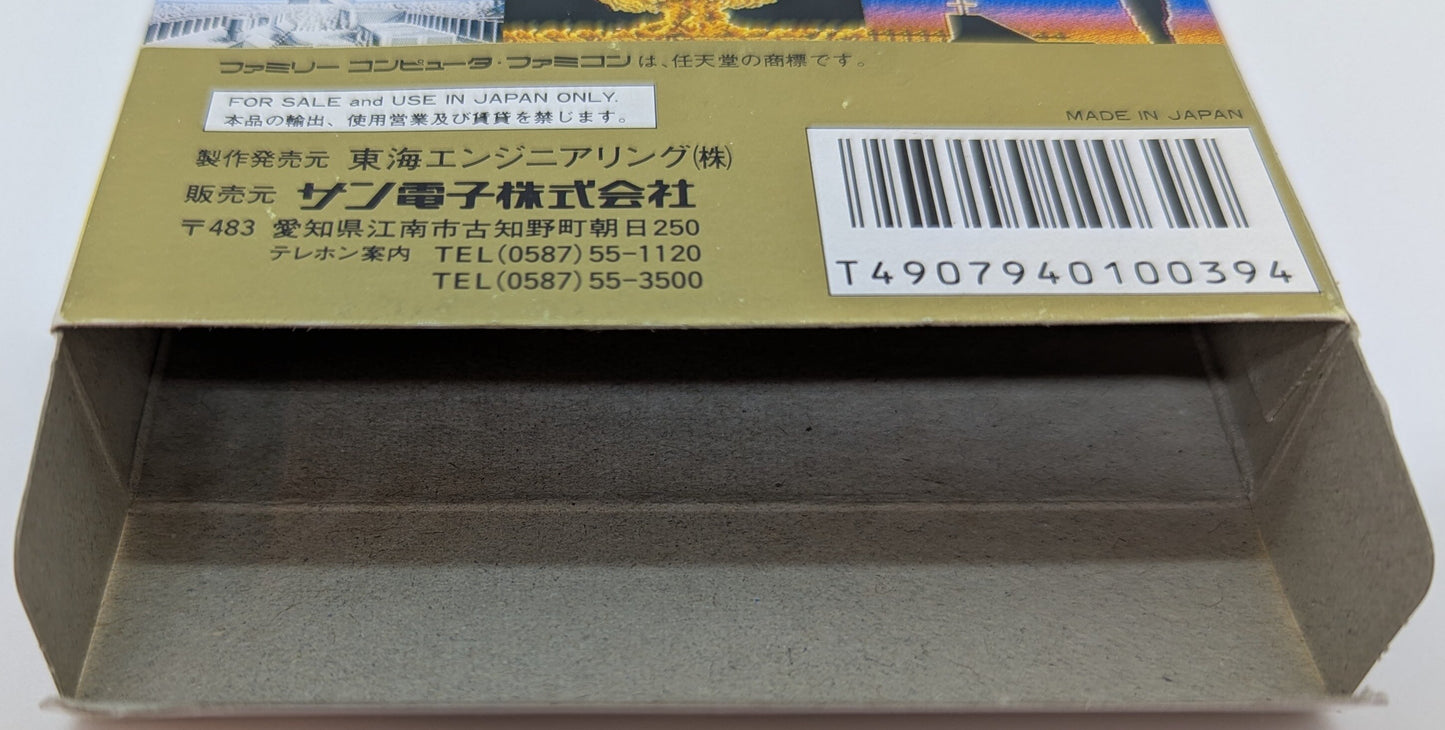 ファミリー コンピュータ・ファミコンは、任天堂の商標です。
FOR SALE and USE IN JAPAN ONLY.
本品の輸出、使用営業及び賃貸を禁じます。
MADE IN JAPAN
製作発売元 東海エンジニアリング(株)
販売元 サン電子株式会社
〒483 愛知県江南市古知野町朝日250
テレホン案内 TEL(0587)55-1120
TEL(0587)55-3500
T4907940100394